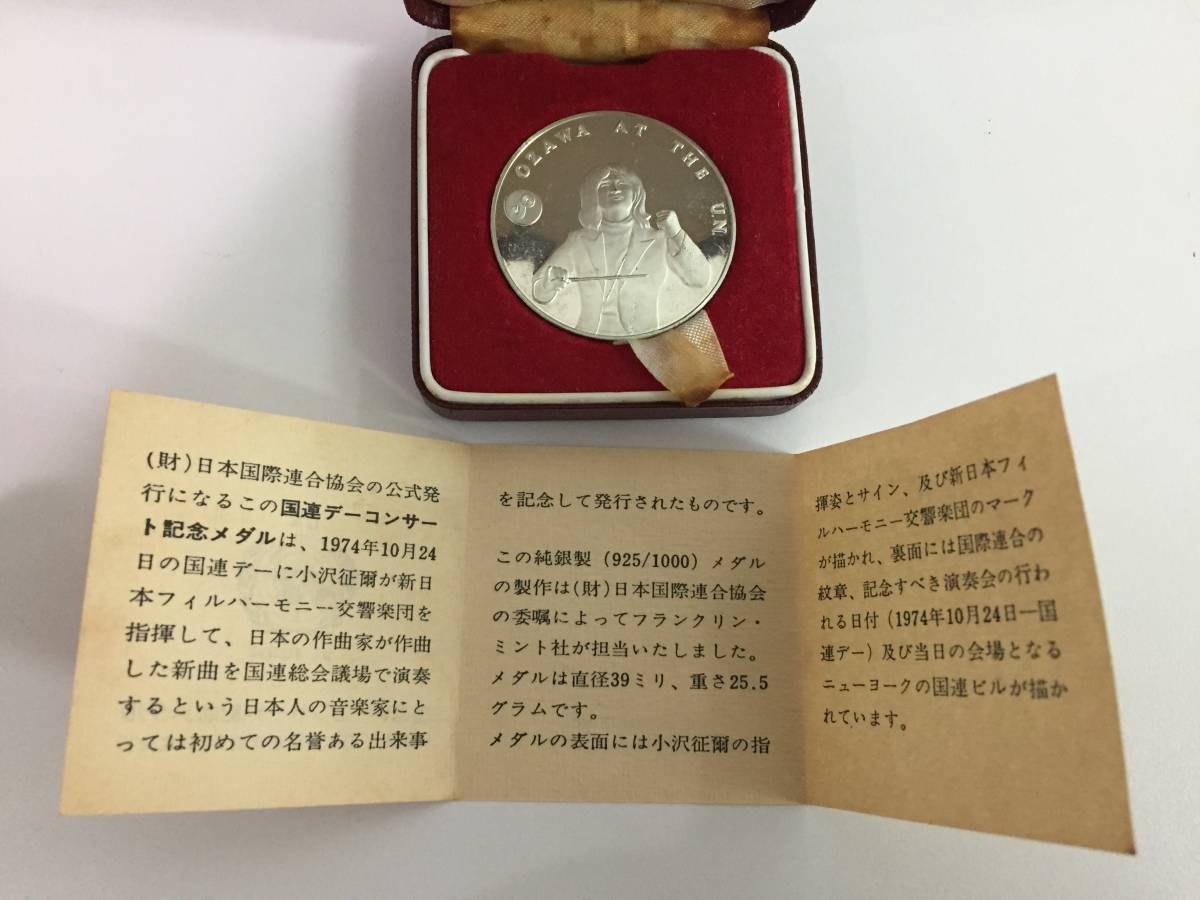 OZAWA AT THE UN
(財)日本国際連合協会の公式発
行になるこの国連デーコンサー
ト記念メダルは、1974年10月24
日の国連デーに小沢征爾が新日
本フィルハーモニー交響楽団を
指揮して、日本の作曲家が作曲
した新曲を国連総会議場で演奏
するという日本人の音楽家にと
っては初めての名誉ある出来事
を記念して発行されたものです。
この純銀製(925/1000)メダル
の製作は(財)日本国際連合協会
の委嘱によってフランクリン・
ミント社が担当いたしました。
メダルは直径39ミリ、重さ25.5
グラムです。
メダルの表面には小沢征爾の指
揮姿とサイン、及び新日本フィ
ルハーモニー交響楽団のマーク
が描かれ、裏面には国際連合の
紋章、記念すべき演奏会の行わ
れる日付(1974年10月24日—国
連デー)及び当日の会場となる
ニューヨークの国連ビルが描か
れています。